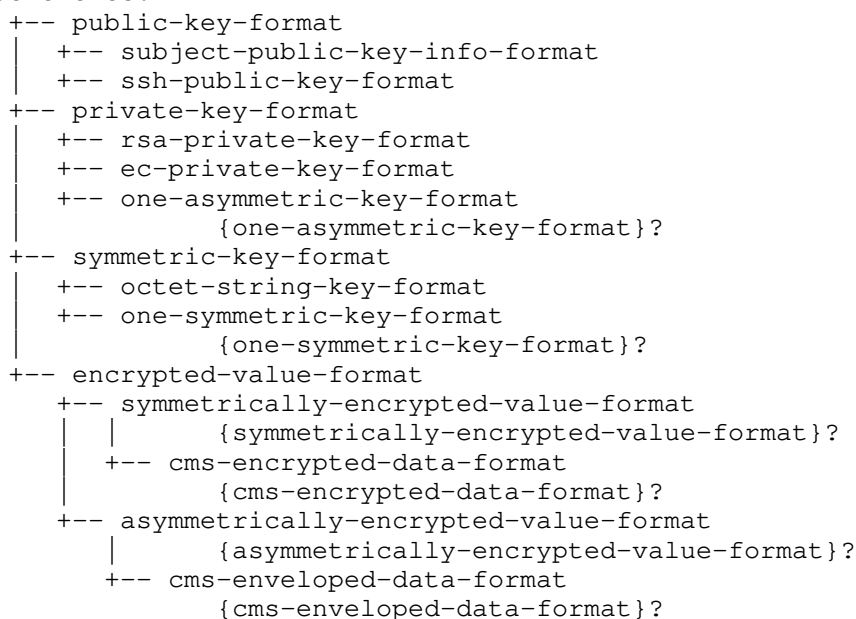 +-- public-key-format
|  +-- subject-public-key-info-format
|  +-- ssh-public-key-format
+-- private-key-format
|  +-- rsa-private-key-format
|  +-- ec-private-key-format
|  +-- one-asymmetric-key-format
|            {one-asymmetric-key-format}?
+-- symmetric-key-format
|  +-- octet-string-key-format
|  +-- one-symmetric-key-format
|            {one-symmetric-key-format}?
+-- encrypted-value-format
   +-- symmetrically-encrypted-value-format
   |  |      {symmetrically-encrypted-value-format}?
   |  +-- cms-encrypted-data-format
   |         {cms-encrypted-data-format}?
   +-- asymmetrically-encrypted-value-format
      |      {asymmetrically-encrypted-value-format}?
      +-- cms-enveloped-data-format
             {cms-enveloped-data-format}?